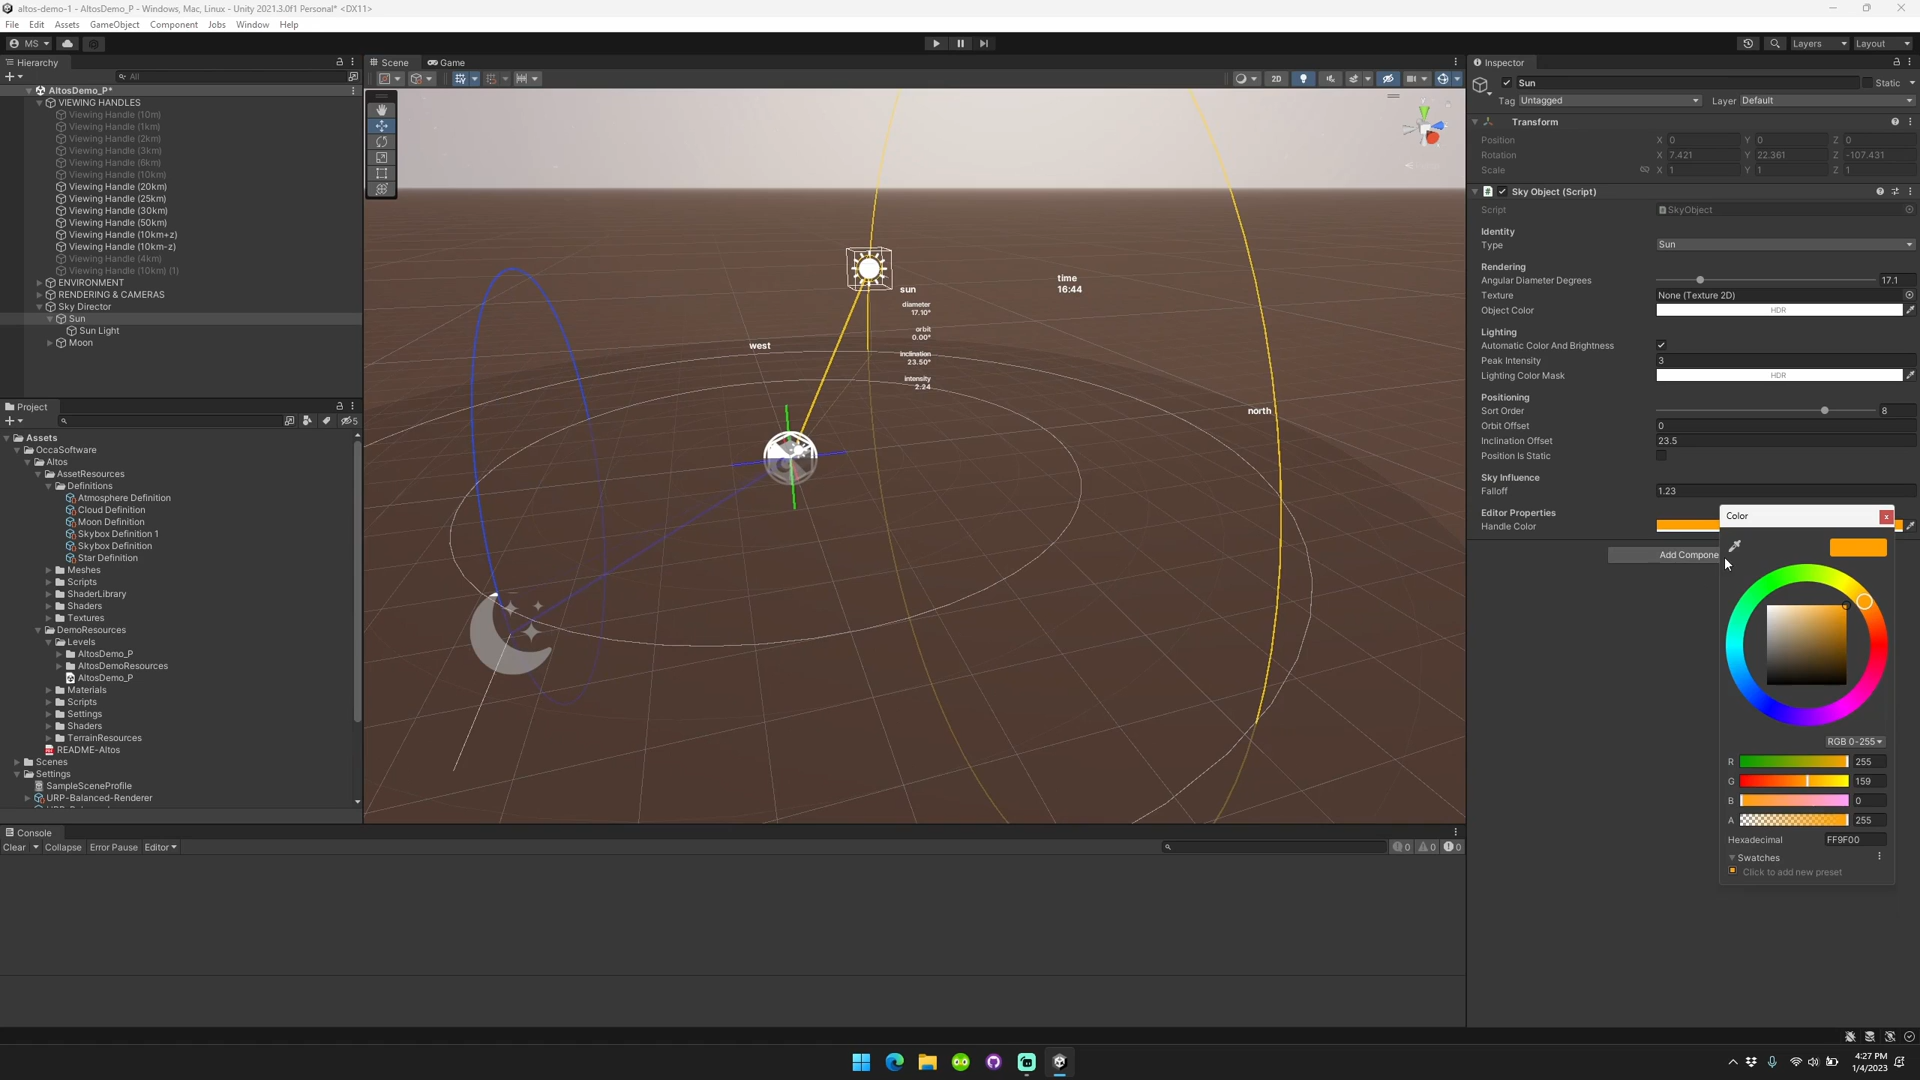 altos-demo-1 - AltosDemo_P - Windows, Mac, Linux - Unity 2021.3.0f1 Personal* <DX11>
File Edit Assets GameObject Component Jobs Window Help
MS Layers Layout
Hierarchy
All
AltosDemo_P*
VIEWING HANDLES
Viewing Handle (10m)
Viewing Handle (1km)
Viewing Handle (2km)
Viewing Handle (3km)
Viewing Handle (6km)
Viewing Handle (10km)
Viewing Handle (20km)
Viewing Handle (25km)
Viewing Handle (30km)
Viewing Handle (50km)
Viewing Handle (10km+z)
Viewing Handle (10km-z)
Viewing Handle (4km)
Viewing Handle (10km) (1)
ENVIRONMENT
RENDERING & CAMERAS
Sky Director
Sun
Sun Light
Moon
Project
5
Assets
OccaSoftware
Altos
AssetResources
Definitions
Atmosphere Definition
Cloud Definition
Moon Definition
Skybox Definition 1
Skybox Definition
Star Definition
Meshes
Scripts
ShaderLibrary
Shaders
Textures
DemoResources
Levels
AltosDemo_P
AltosDemoResources
AltosDemo_P
Materials
Scripts
Settings
Shaders
TerrainResources
README-Altos
Scenes
Settings
SampleSceneProfile
URP-Balanced-Renderer
Scene Game
2D
time
16:44
sun
diameter
17.10°
orbit
0.00°
inclination
23.50°
intensity
2.24
west
north
Console
Clear Collapse Error Pause Editor 0 0 0
Inspector
Sun Static
Tag Untagged Layer Default
Transform
Position X 0 Y 0 Z 0
Rotation X 7.421 Y 22.361 Z -107.431
Scale X 1 Y 1 Z 1
# Sky Object (Script)
Script SkyObject
Identity
Type Sun
Rendering
Angular Diameter Degrees 17.1
Texture None (Texture 2D)
Object Color HDR
Lighting
Automatic Color And Brightness
Peak Intensity 3
Lighting Color Mask HDR
Positioning
Sort Order 8
Orbit Offset 0
Inclination Offset 23.5
Position Is Static
Sky Influence
Falloff 1.23
Editor Properties
Handle Color
Add Compone
Color
x
RGB 0-255
R 255
G 159
B 0
A 255
Hexadecimal FF9F00
Swatches
Click to add new preset
4:27 PM
1/4/2023